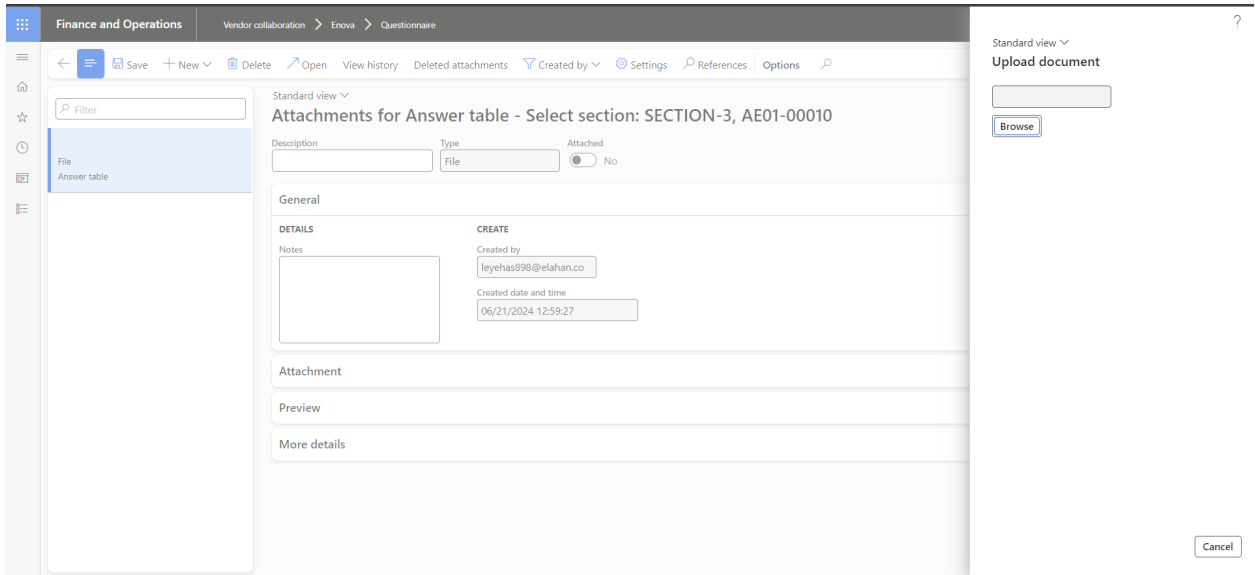 Finance and Operations
Vendor collaboration > Enova > Questionnaire
?
Save + New Delete Open View history Deleted attachments Created by Settings References Options
Filter
File
Answer table
Standard view
Attachments for Answer table - Select section: SECTION-3, AE01-00010
Description Type Attached
File No
General
DETAILS CREATE
Notes Created by
leyehas898@elahan.co
Created date and time
06/21/2024 12:59:27
Attachment
Preview
More details
Standard view
Upload document
Browse
Cancel